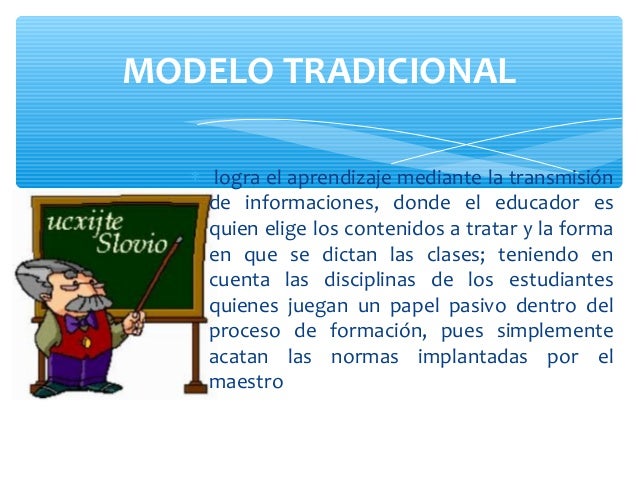 MODELO TRADICIONAL
logra el aprendizaje mediante la transmisión
de informaciones, donde el educador es
quien elige los contenidos a tratar y la forma
en que se dictan las clases; teniendo en
cuenta las disciplinas de los estudiantes
quienes juegan un papel pasivo dentro del
proceso de formación, pues simplemente
acatan las normas implantadas por el
maestro
ucxijte
Slovio